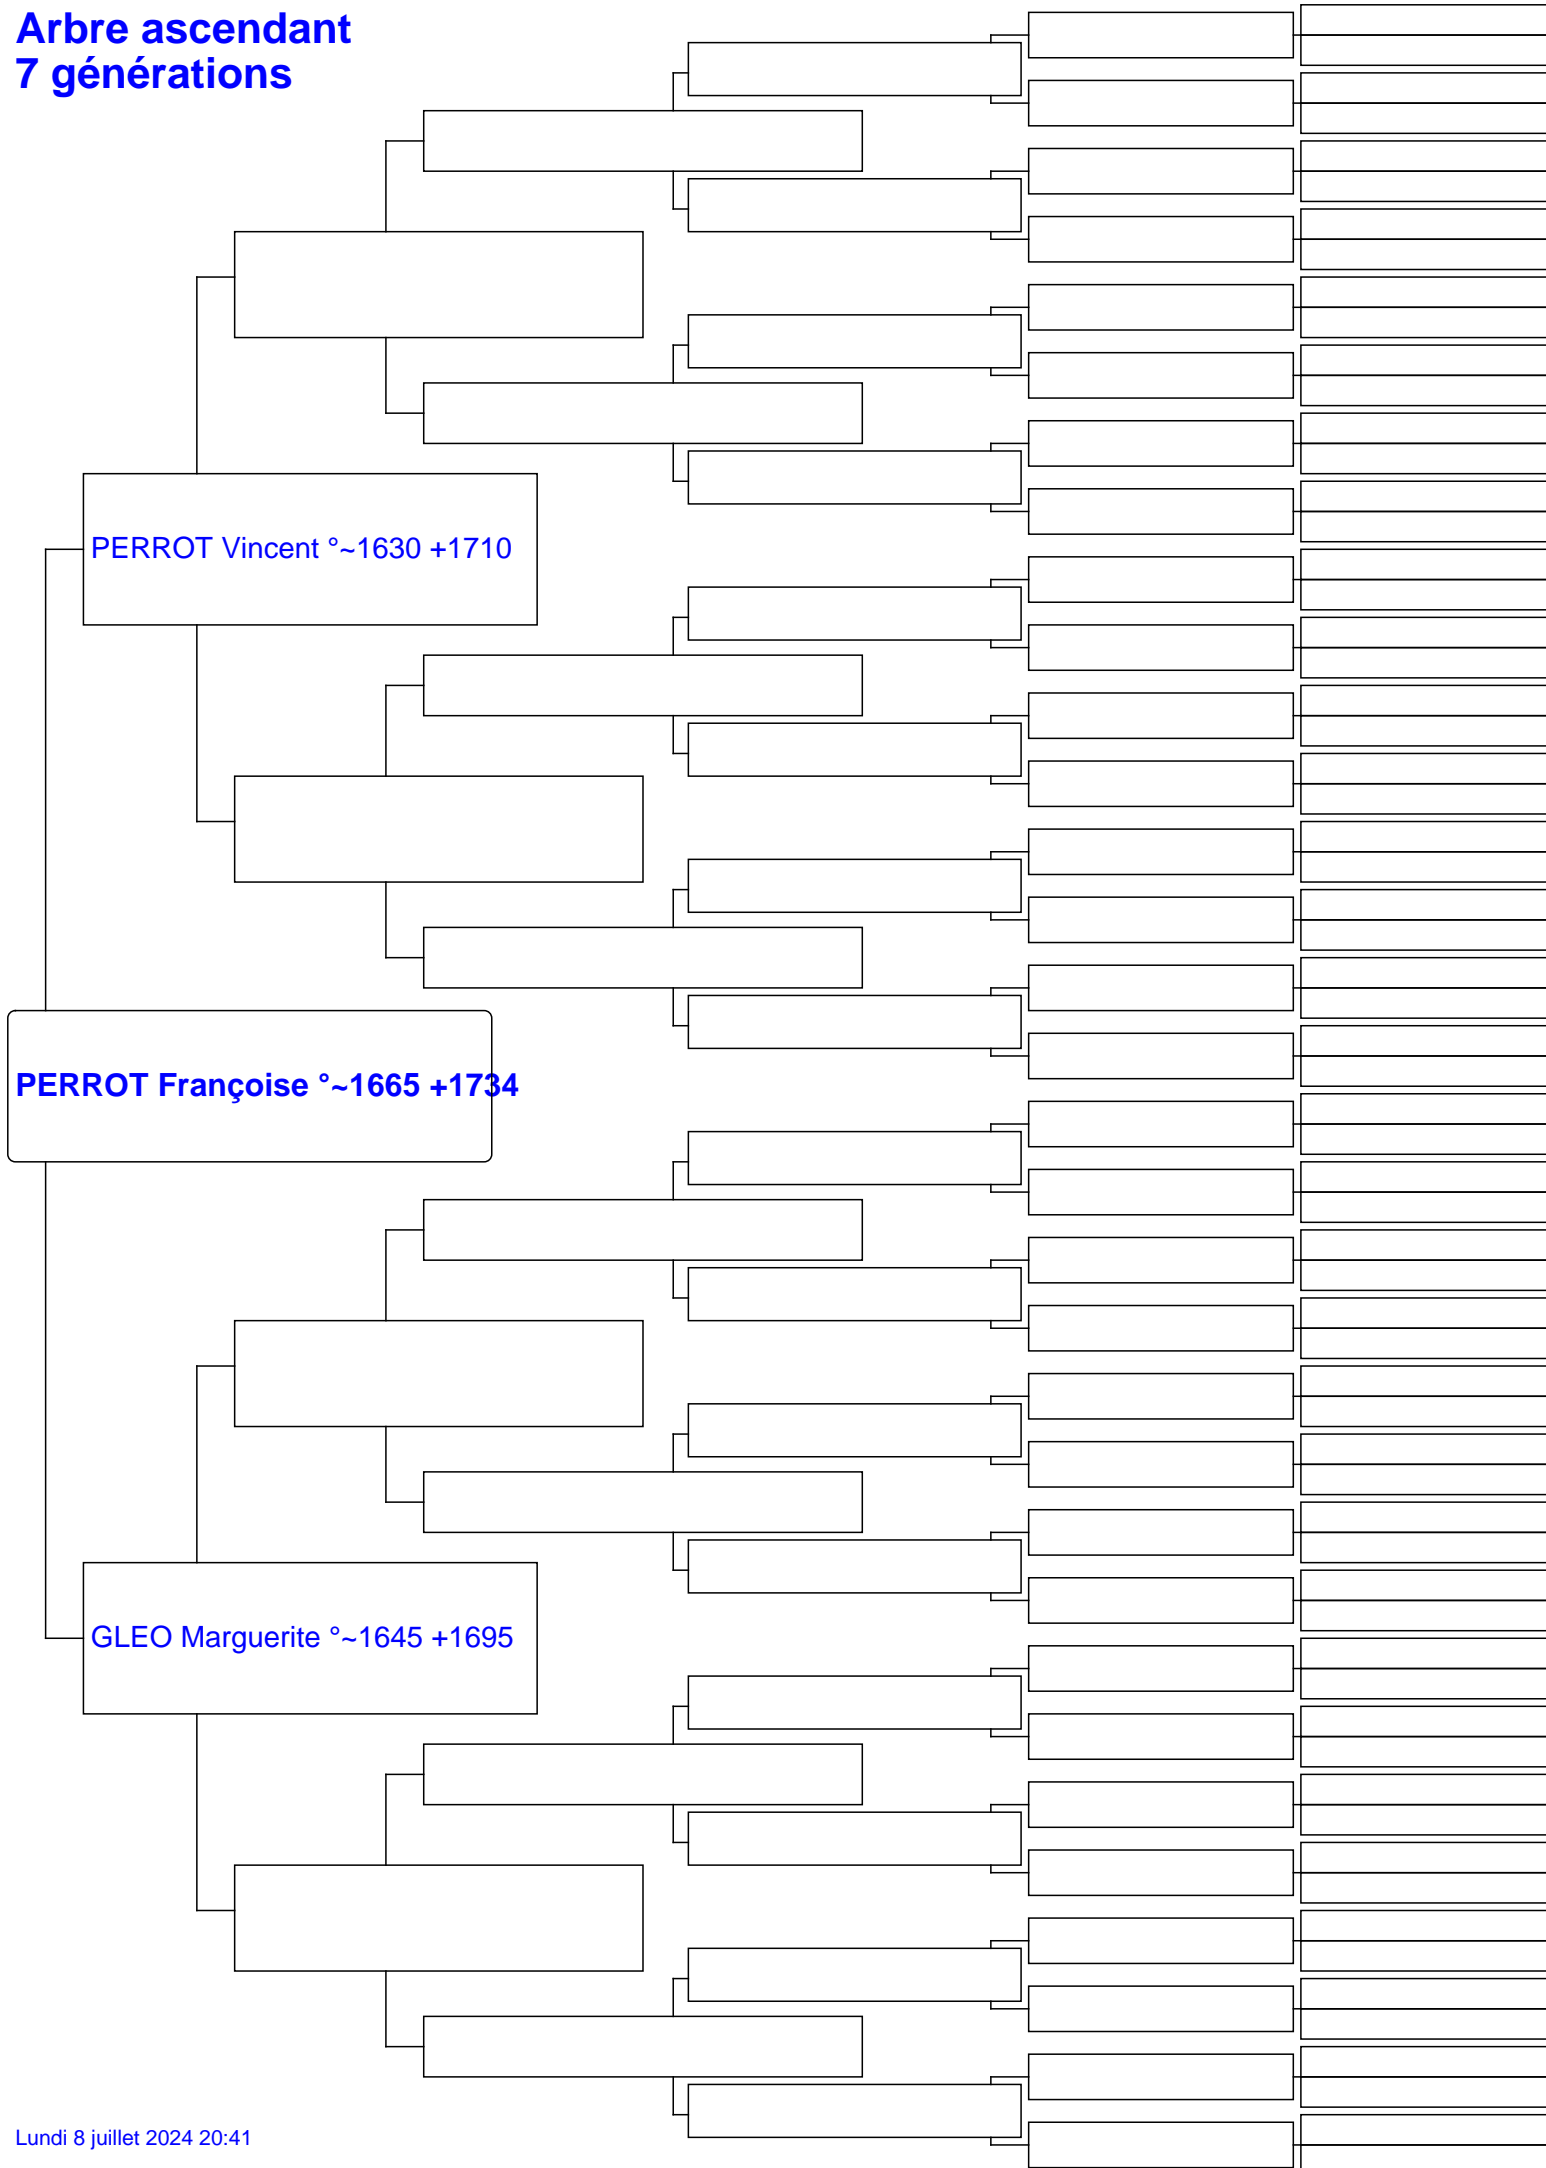 Arbre ascendant
7 générations
PERROT Vincent °~1630 +1710
PERROT Françoise °~1665 +1734
GLEO Marguerite °~1645 +1695
Lundi 8 juillet 2024 20:41